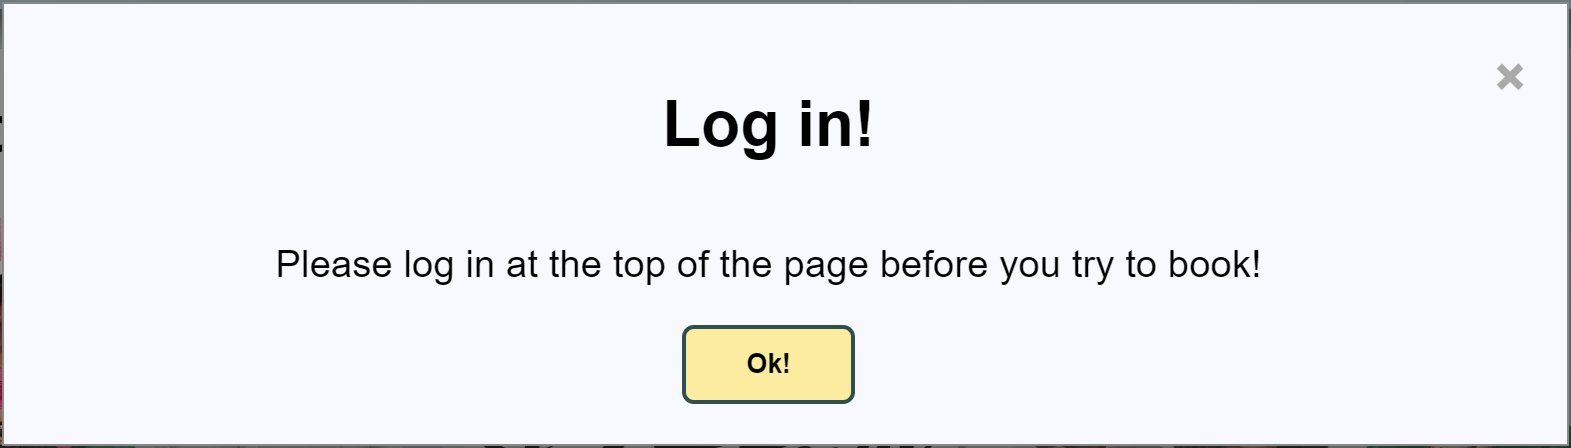 Log in!
Please log in at the top of the page before you try to book!
Ok!